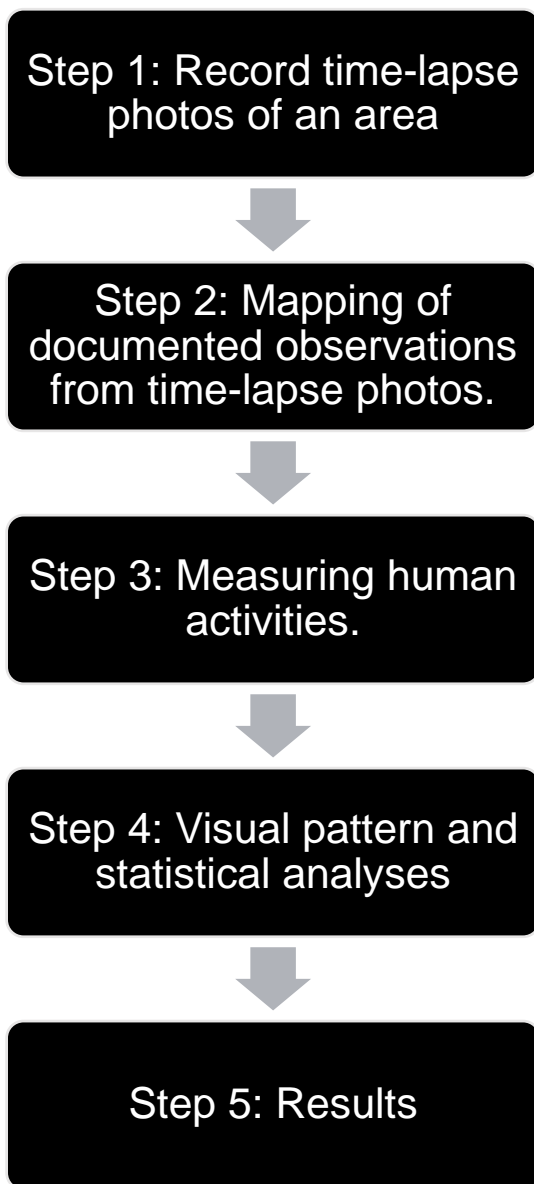 Step 1: Record time-lapse
photos of an area
Step 2: Mapping of
documented observations
from time-lapse photos.
Step 3: Measuring human
activities.
Step 4: Visual pattern and
statistical analyses
Step 5: Results